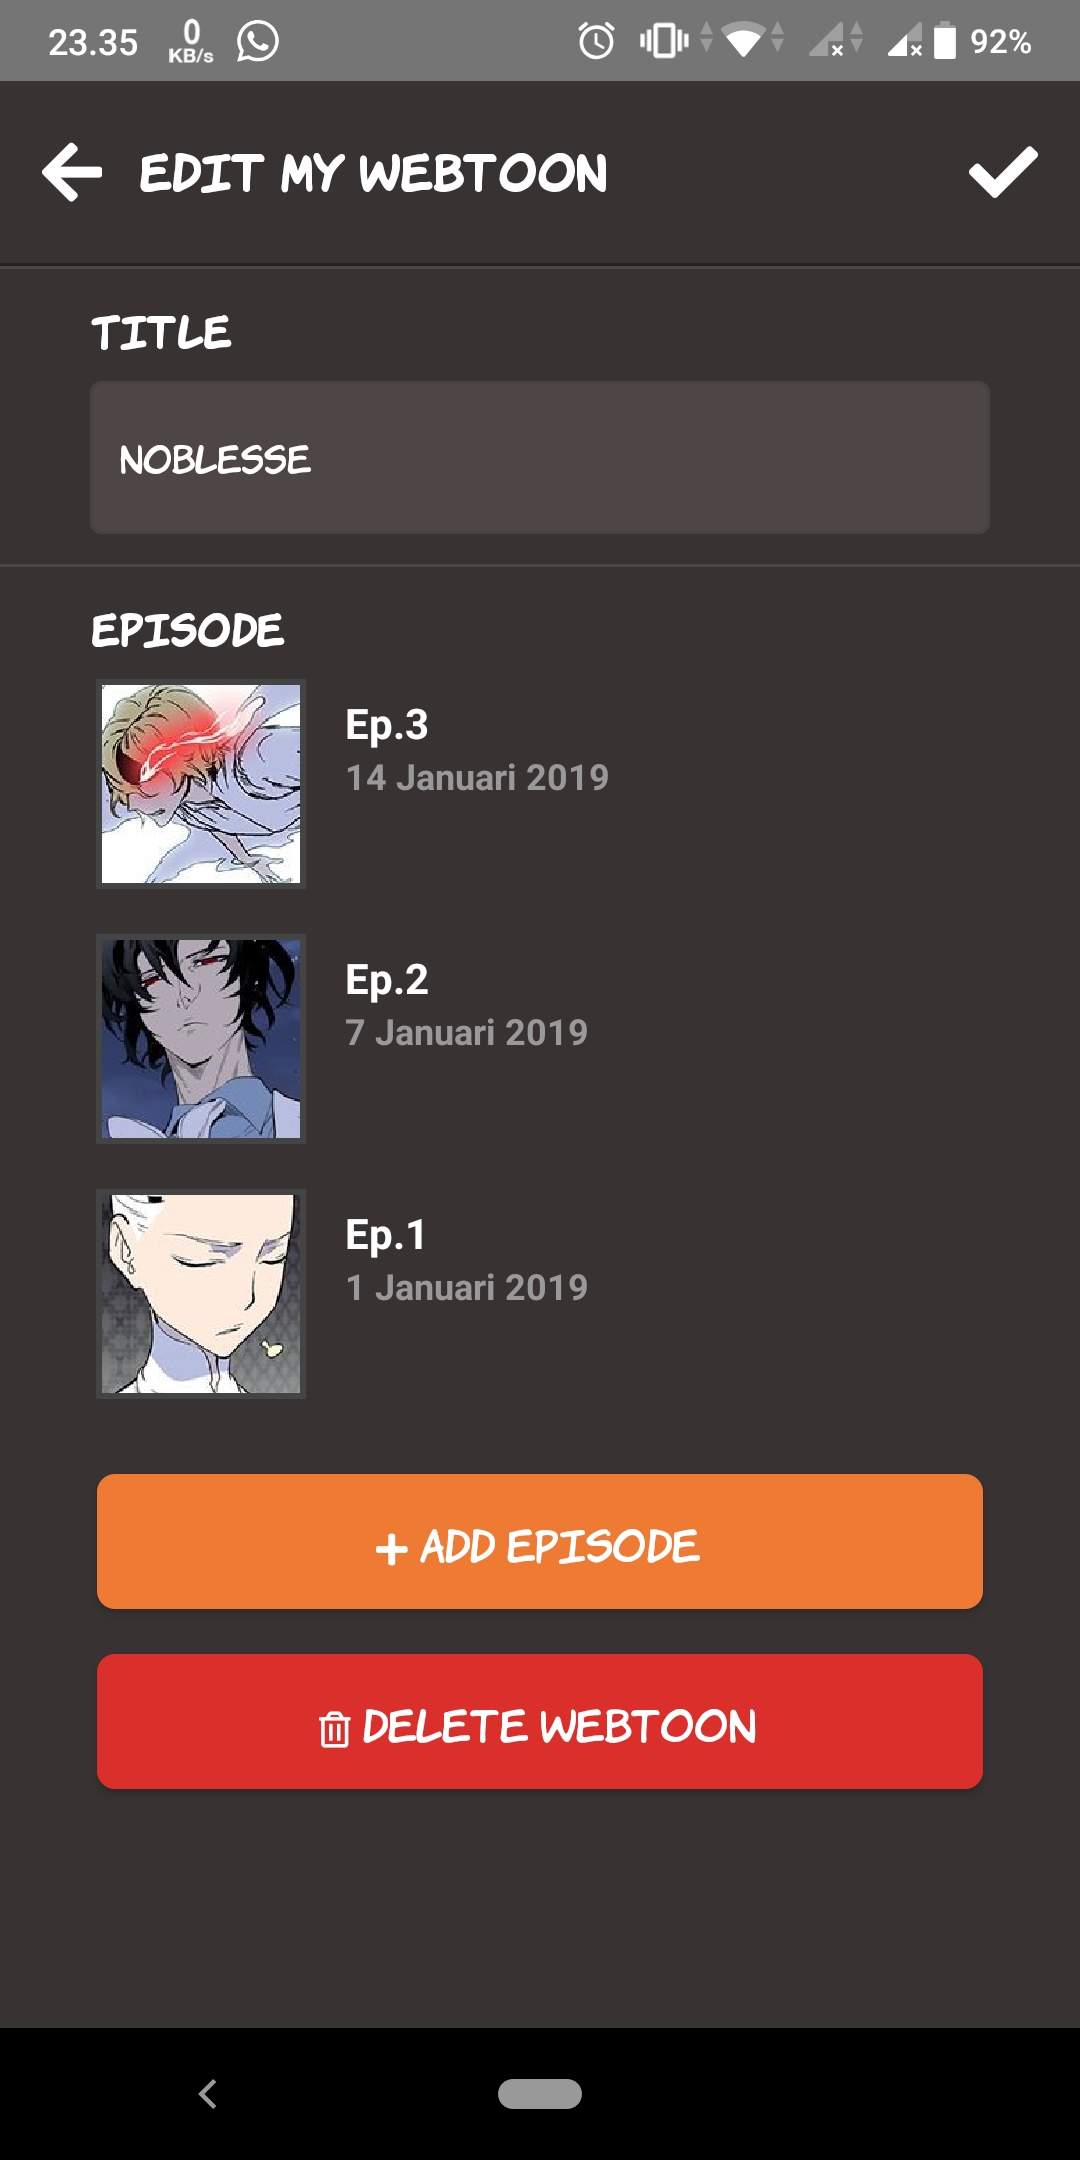 23.35
0
KB/s
92%
EDIT MY WEBTOON
TITLE
NOBLESSE
EPISODE
Ep.3
14 Januari 2019
Ep.2
7 Januari 2019
Ep.1
1 Januari 2019
+ ADD EPISODE
DELETE WEBTOON